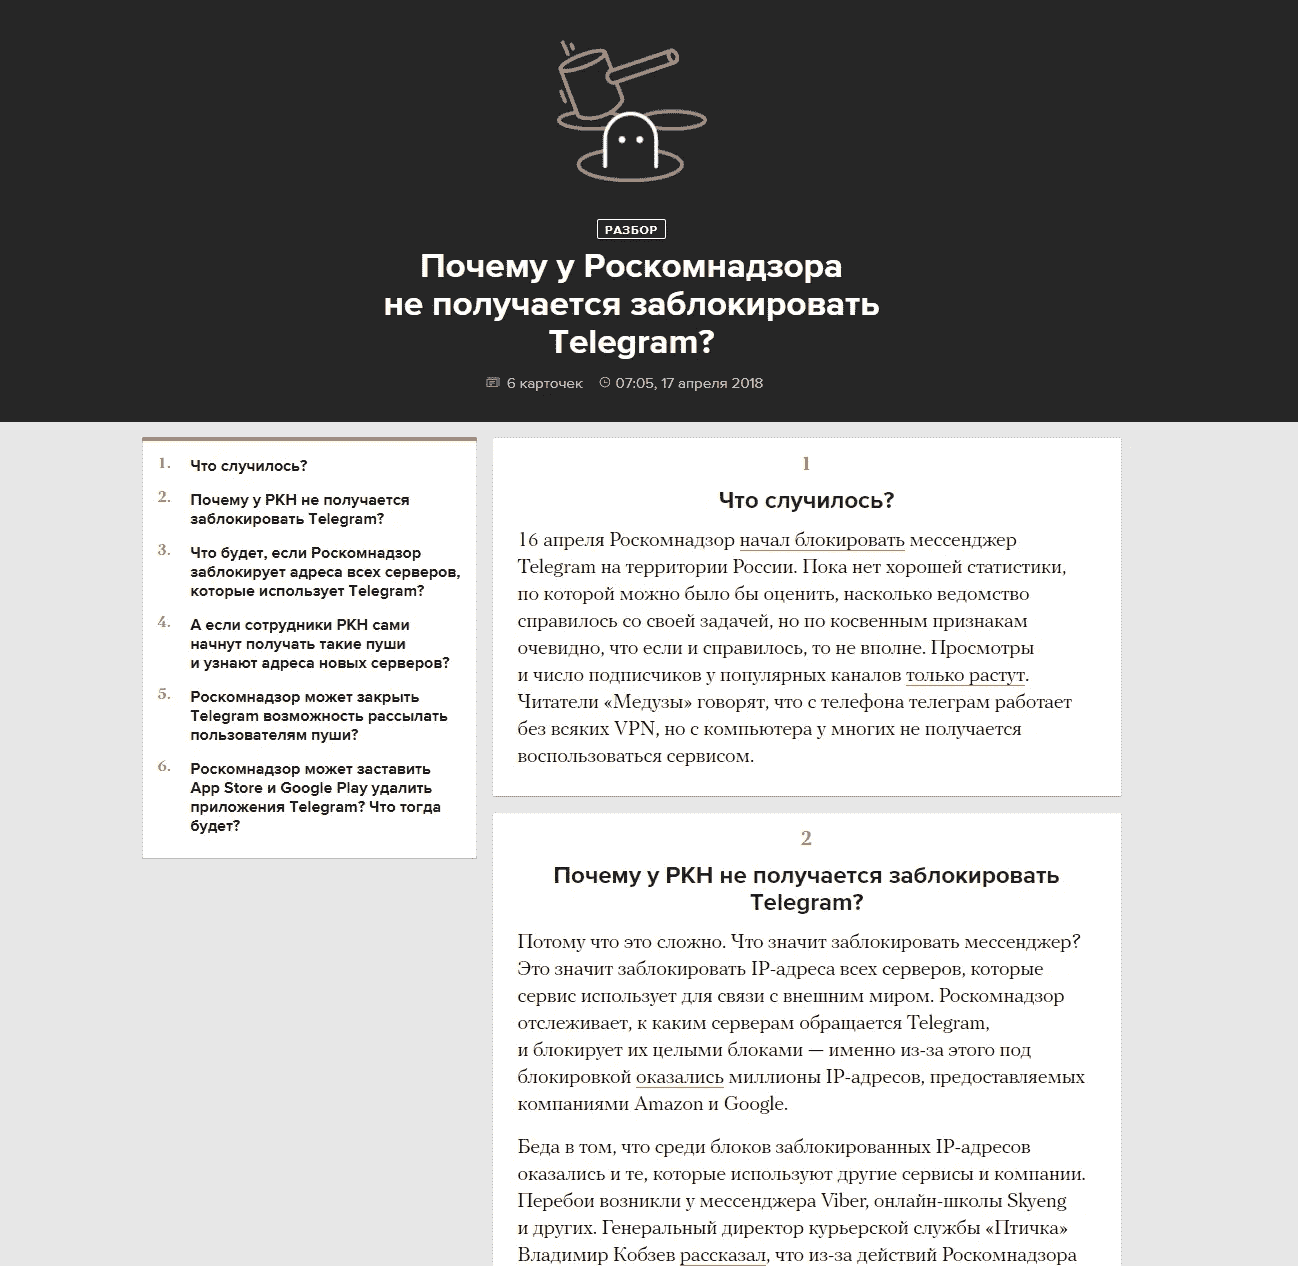 РАЗБОР
Почему у Роскомнадзора
не получается заблокировать
Telegram?
6 карточек 07:05, 17 апреля 2018
1. Что случилось?
2. Почему у РКН не получается
заблокировать Telegram?
3. Что будет, если Роскомнадзор
заблокирует адреса всех серверов,
которые использует Telegram?
4. А если сотрудники РКН сами
начнут получать такие пуши
и узнают адреса новых серверов?
5. Роскомнадзор может закрыть
Telegram возможность рассылать
пользователям пуши?
6. Роскомнадзор может заставить
App Store и Google Play удалить
приложения Telegram? Что тогда
будет?
1
Что случилось?
16 апреля Роскомнадзор начал блокировать мессенджер
Telegram на территории России. Пока нет хорошей статистики,
по которой можно было бы оценить, насколько ведомство
справилось со своей задачей, но по косвенным признакам
очевидно, что если и справилось, то не вполне. Просмотры
и число подписчиков у популярных каналов только растут.
Читатели «Медузы» говорят, что с телефона телеграм работает
без всяких VPN, но с компьютера у многих не получается
воспользоваться сервисом.
2
Почему у РКН не получается заблокировать
Telegram?
Потому что это сложно. Что значит заблокировать мессенджер?
Это значит заблокировать IP-адреса всех серверов, которые
сервис использует для связи с внешним миром. Роскомнадзор
отслеживает, к каким серверам обращается Telegram,
и блокирует их целыми блоками — именно из-за этого под
блокировкой оказались миллионы IP-адресов, предоставляемых
компаниями Amazon и Google.
Беда в том, что среди блоков заблокированных IP-адресов
оказались и те, которые используют другие сервисы и компании.
Перебои возникли у мессенджера Viber, онлайн-школы Skyeng
и других. Генеральный директор курьерской службы «Птичка»
Владимир Кобзев рассказал, что из-за действий Роскомнадзора